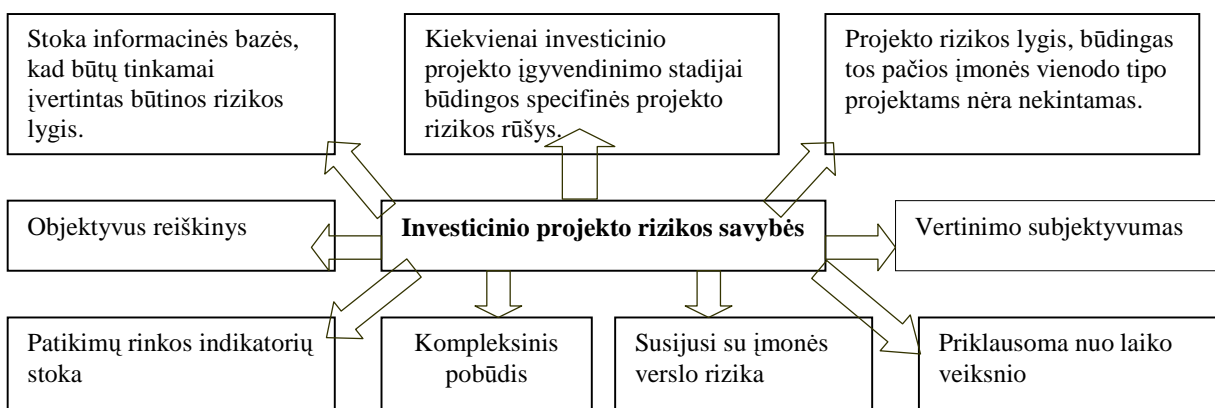 Stoka informacinės bazės,
kad būtų tinkamai
įvertintas būtinos rizikos
lygis.
Kiekvienai investicinio
projekto įgyvendinimo stadijai
būdingos specifinės projekto
rizikos rūšys.
Projekto rizikos lygis, būdingas
tos pačios įmonės vienodo tipo
projektams nėra nekintamas.
Objektyvus reiškinys
Investicinio projekto rizikos savybės
Vertinimo subjektyvumas
Patikimų rinkos indikatorių
stoka
Kompleksinis
pobūdis
Susijusi su įmonės
verslo rizika
Priklausoma nuo laiko
veiksnio